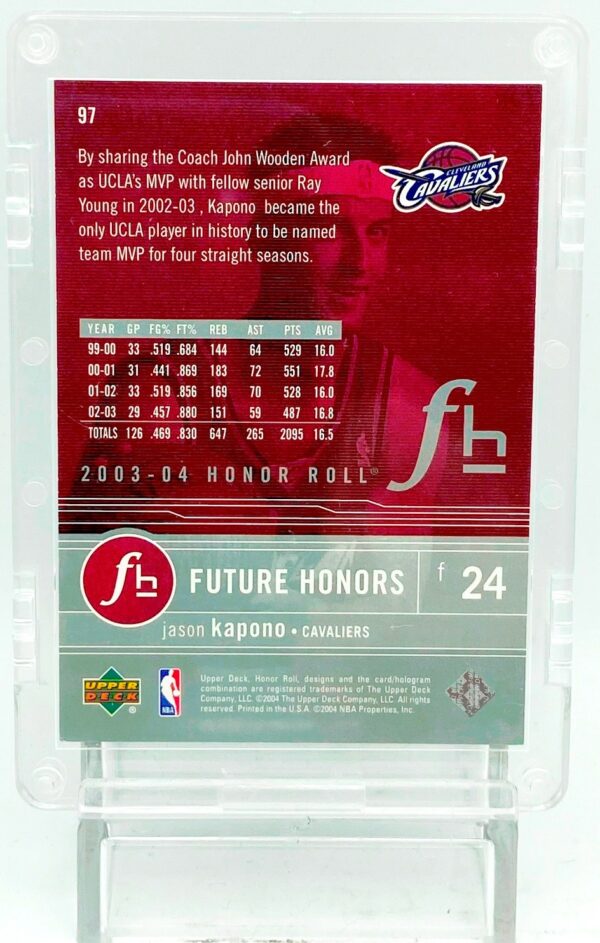 97
By sharing the Coach John Wooden Award
as UCLA's MVP with fellow senior Ray
Young in 2002-03 , Kapono became the
only UCLA player in history to be named
team MVP for four straight seasons.
CLEVELAND
CAVALIERS
YEAR GP FG% FT% REB AST PTS AVG
99-00 33 .519 .684 144 64 529 16.0
00-01 31 .441 .869 183 72 551 17.8
01-02 33 .519 .856 169 70 528 16.0
02-03 29 .457 .880 151 59 487 16.8
TOTALS 126 .469 .830 647 265 2095 16.5
fh
2003-04 HONOR ROLL®
fh FUTURE HONORS f 24
jason kapono • CAVALIERS
UPPER
DECK
NBA
Upper Deck, Honor Roll, designs and the card/hologram
combination are registered trademarks of The Upper Deck
Company, LLC. ©2004 The Upper Deck Company, LLC. All rights
reserved. Printed in the U.S.A. ©2004 NBA Properties, Inc.